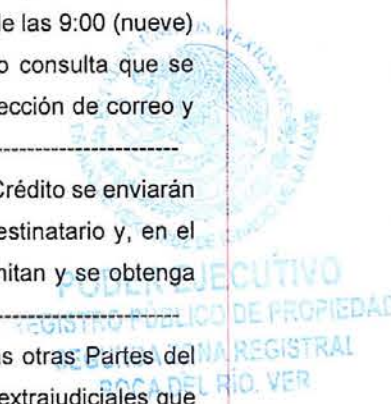 de las 9:00 (nueve)
o consulta que se
ección de correo y
------------------------
Crédito se enviarán
estinatario y, en el
mitan y se obtenga
PODER EJECUTIVO
------------------------
REGISTRO PÚBLICO DE PROPIEDAD
as otras Partes del
ZONA REGISTRAL
extrajudiciales que
BOCA DEL RÍO, VER